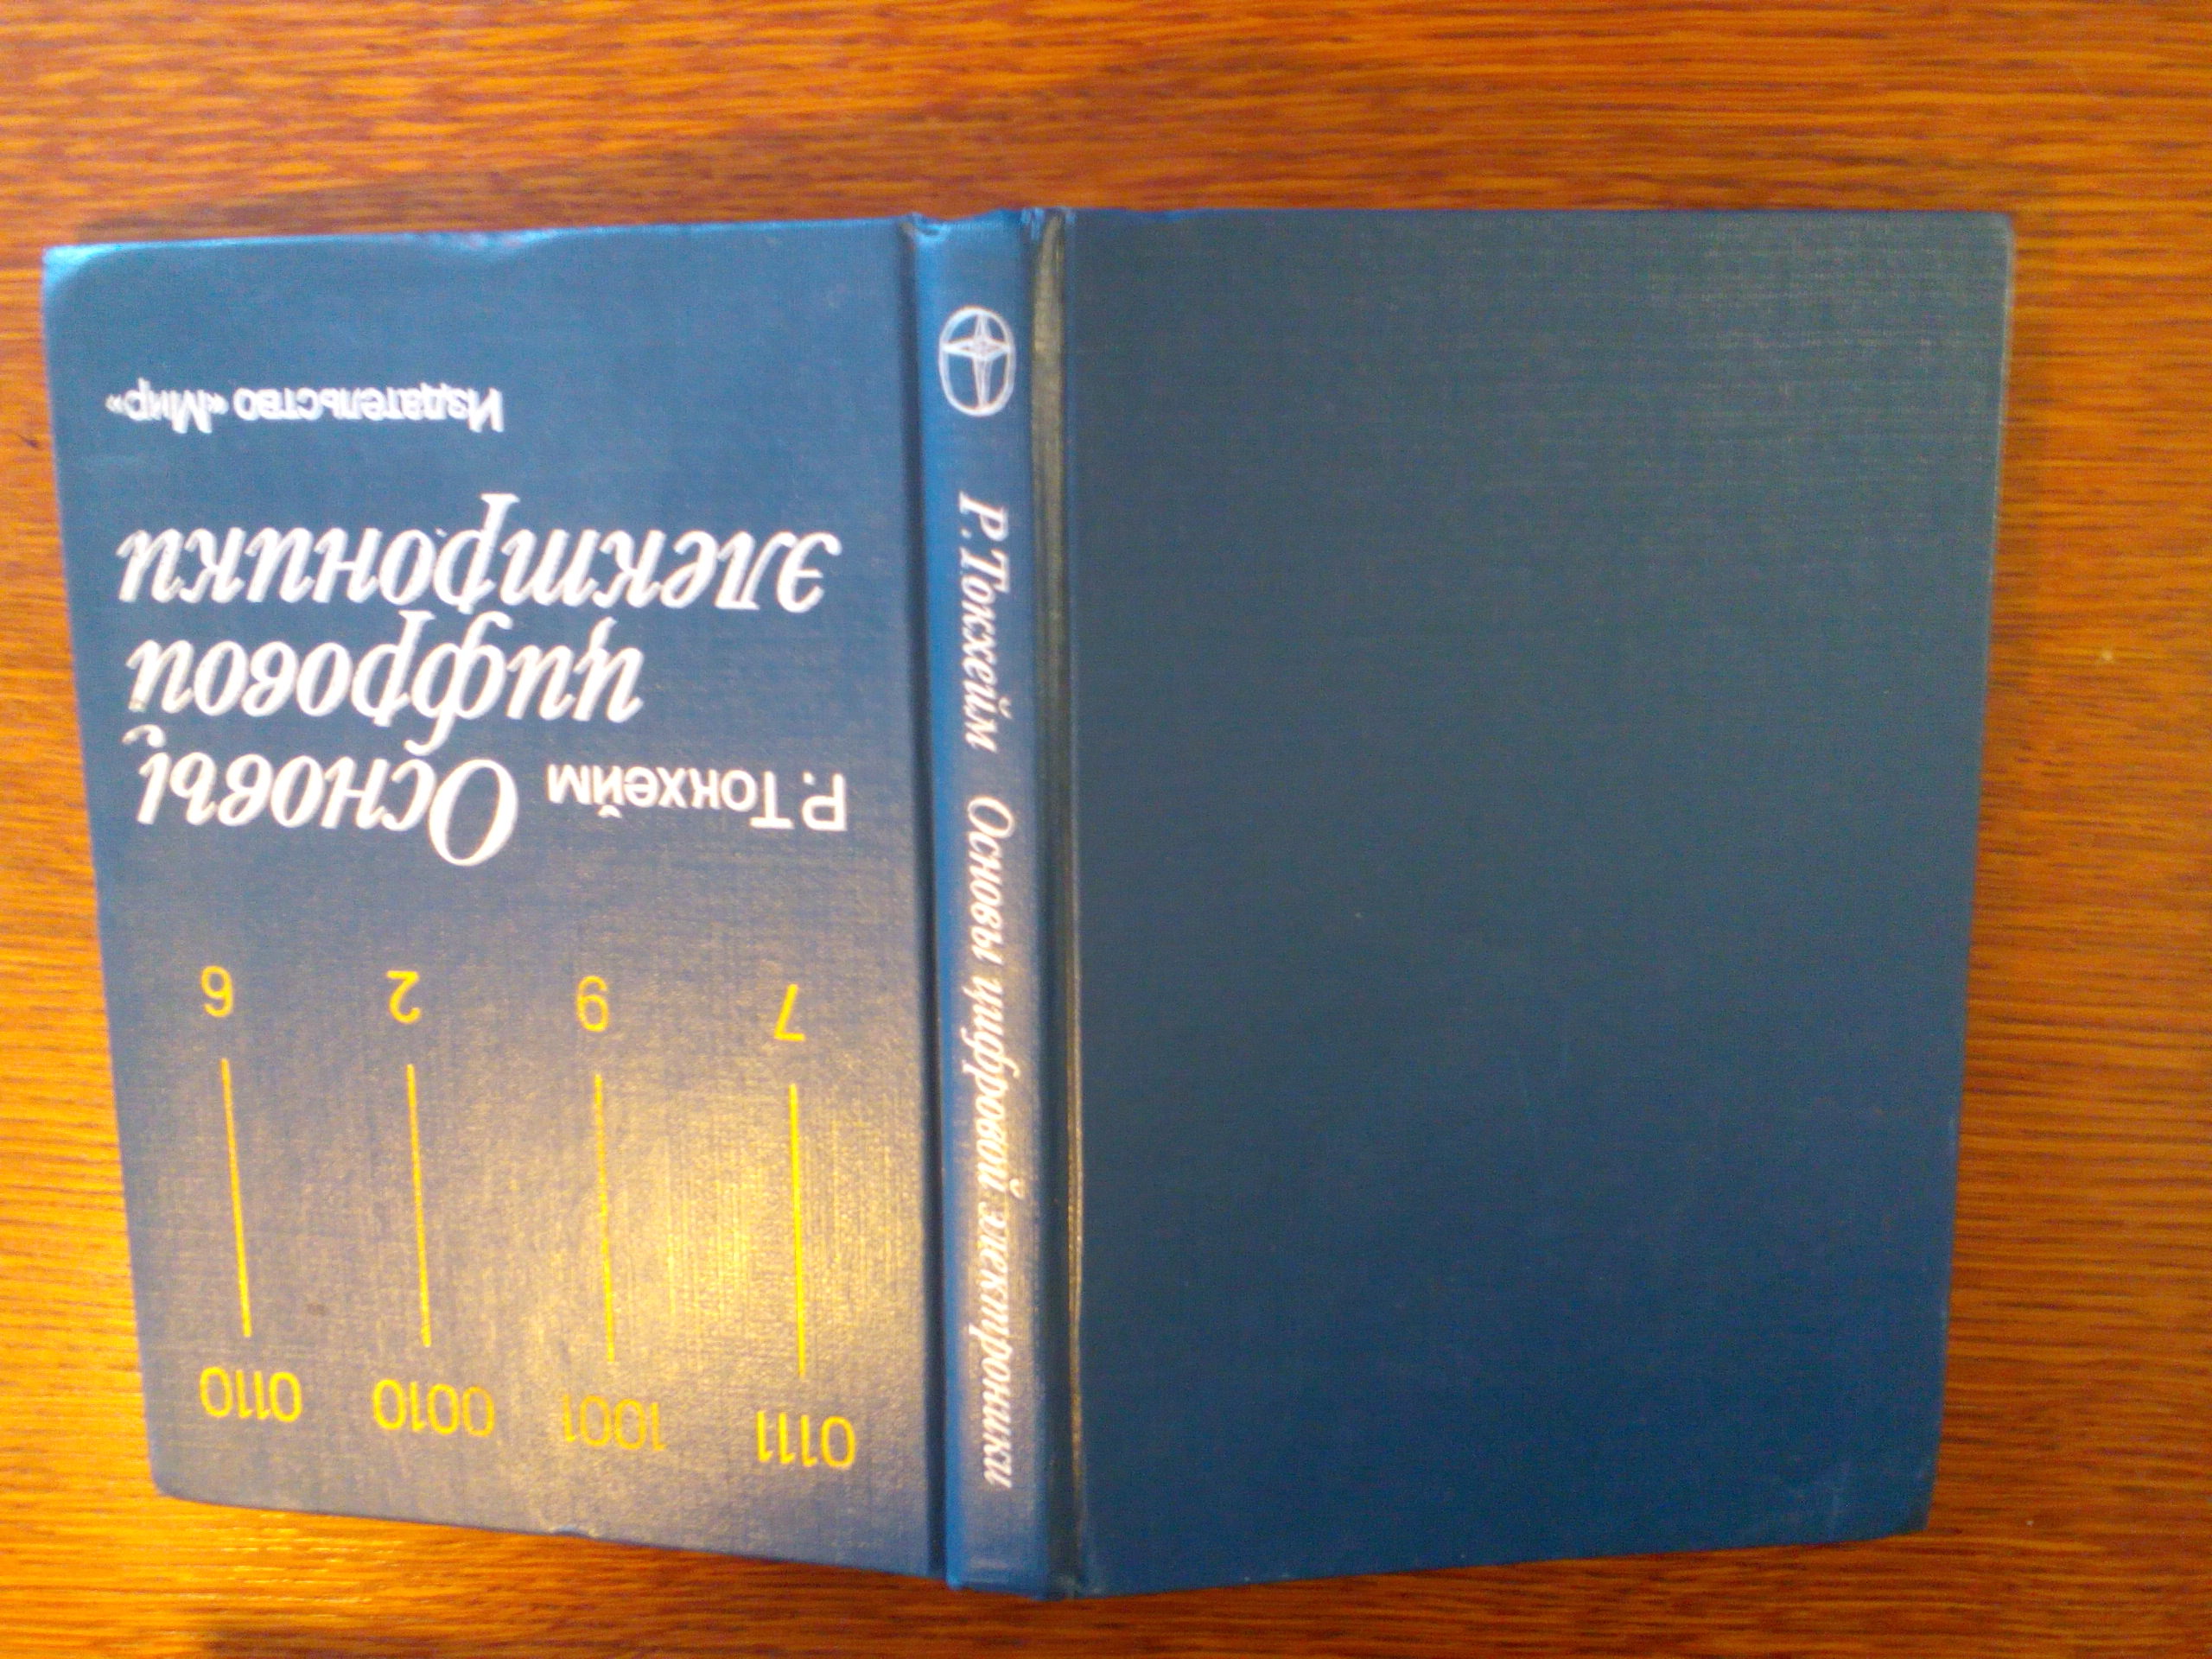 0111 1001 0010 0110
7 9 2 6
Р.Токхейм Основы
цифровой
электроники
Издательство «Мир»
Р.Токхейм Основы цифровой электроники